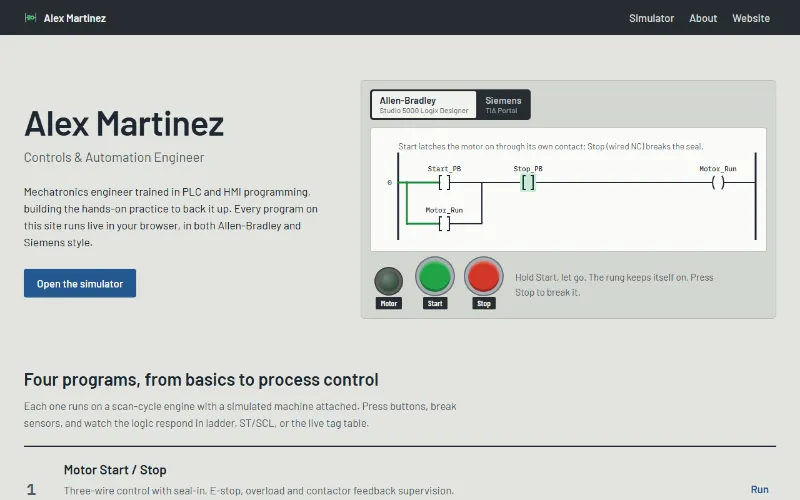 Alex Martinez
Simulator About Website
Alex Martinez
Controls & Automation Engineer
Mechatronics engineer trained in PLC and HMI programming,
building the hands-on practice to back it up. Every program on
this site runs live in your browser, in both Allen-Bradley and
Siemens style.
Open the simulator
Allen-Bradley
Studio 5000 Logix Designer
Siemens
TIA Portal
Start latches the motor on through its own contact; Stop (wired NC) breaks the seal.
Start_PB Stop_PB Motor_Run
0
Motor_Run
Motor Start Stop
Hold Start, let go. The rung keeps itself on. Press
Stop to break it.
Four programs, from basics to process control
Each one runs on a scan-cycle engine with a simulated machine attached. Press buttons, break
sensors, and watch the logic respond in ladder, ST/SCL, or the live tag table.
1
Motor Start / Stop
Three-wire control with seal-in, E-stop, overload and contactor feedback supervision.
Run